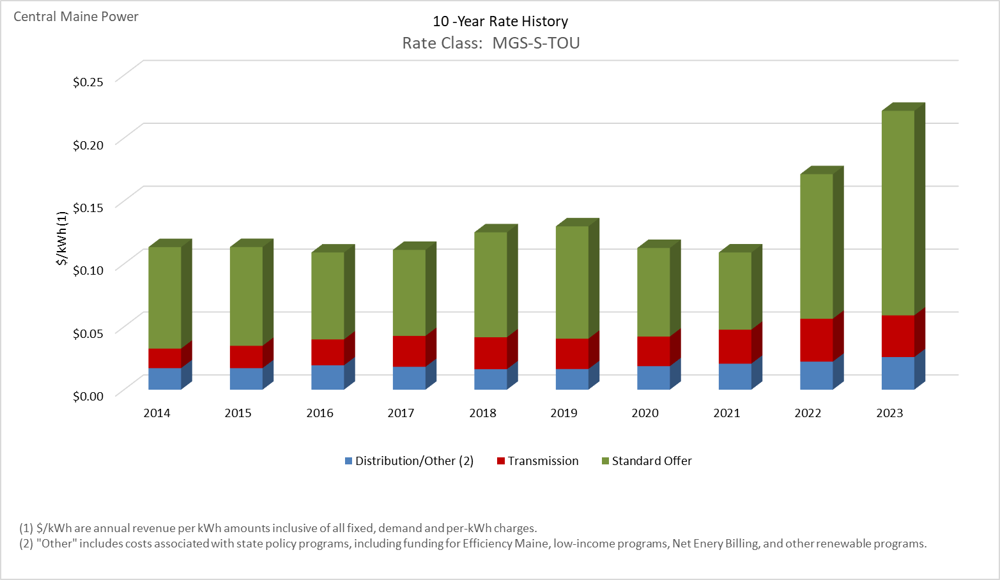 Central Maine Power
10 -Year Rate History
Rate Class:  MGS-S-TOU
$0.25
$0.20
$0.15
$0.10
$0.05
$0.00
$/kWh (1)
2014 2015 2016 2017 2018 2019 2020 2021 2022 2023
Distribution/Other (2) Transmission Standard Offer
(1) $/kWh are annual revenue per kWh amounts inclusive of all fixed, demand and per-kWh charges.
(2) "Other" includes costs associated with state policy programs, including funding for Efficiency Maine, low-income programs, Net Enery Billing, and other renewable programs.